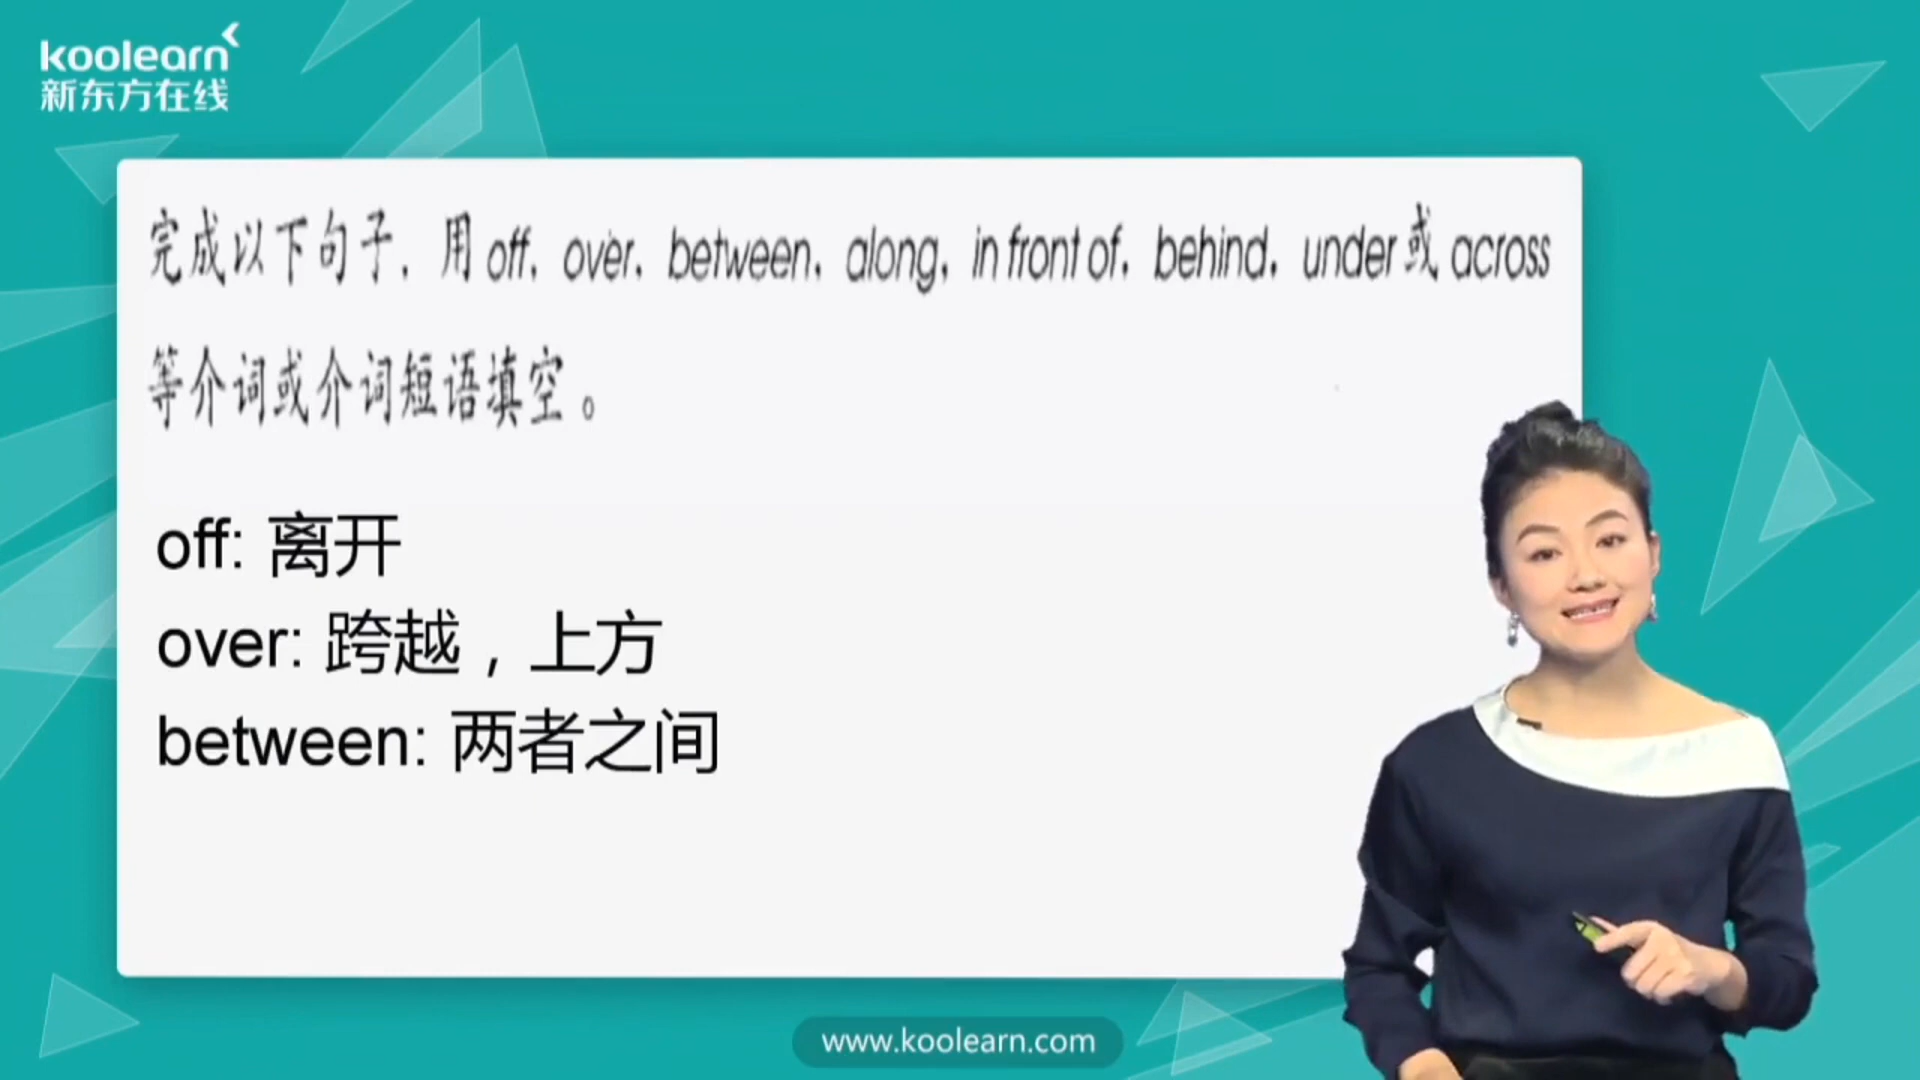 koolearn
新东方在线
完成以下句子，用 off，over，between，along，in front of，behind，under 或 across
等介词或介词短语填空。
off: 离开
over: 跨越，上方
between: 两者之间
www.koolearn.com